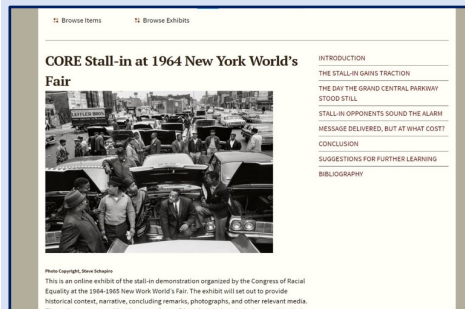 Browse Items
Browse Exhibits
CORE Stall-in at 1964 New York World's
Fair
LOFFLER BROS.
Photo Copyright, Steve Schapiro
This is an online exhibit of the stall-in demonstration organized by the Congress of Racial
Equality at the 1964-1965 New Work World's Fair. The exhibit will set out to provide
historical context, narrative, concluding remarks, photographs, and other relevant media.
INTRODUCTION
THE STALL-IN GAINS TRACTION
THE DAY THE GRAND CENTRAL PARKWAY
STOOD STILL
STALL-IN OPPONENTS SOUND THE ALARM
MESSAGE DELIVERED, BUT AT WHAT COST?
CONCLUSION
SUGGESTIONS FOR FURTHER LEARNING
BIBLIOGRAPHY